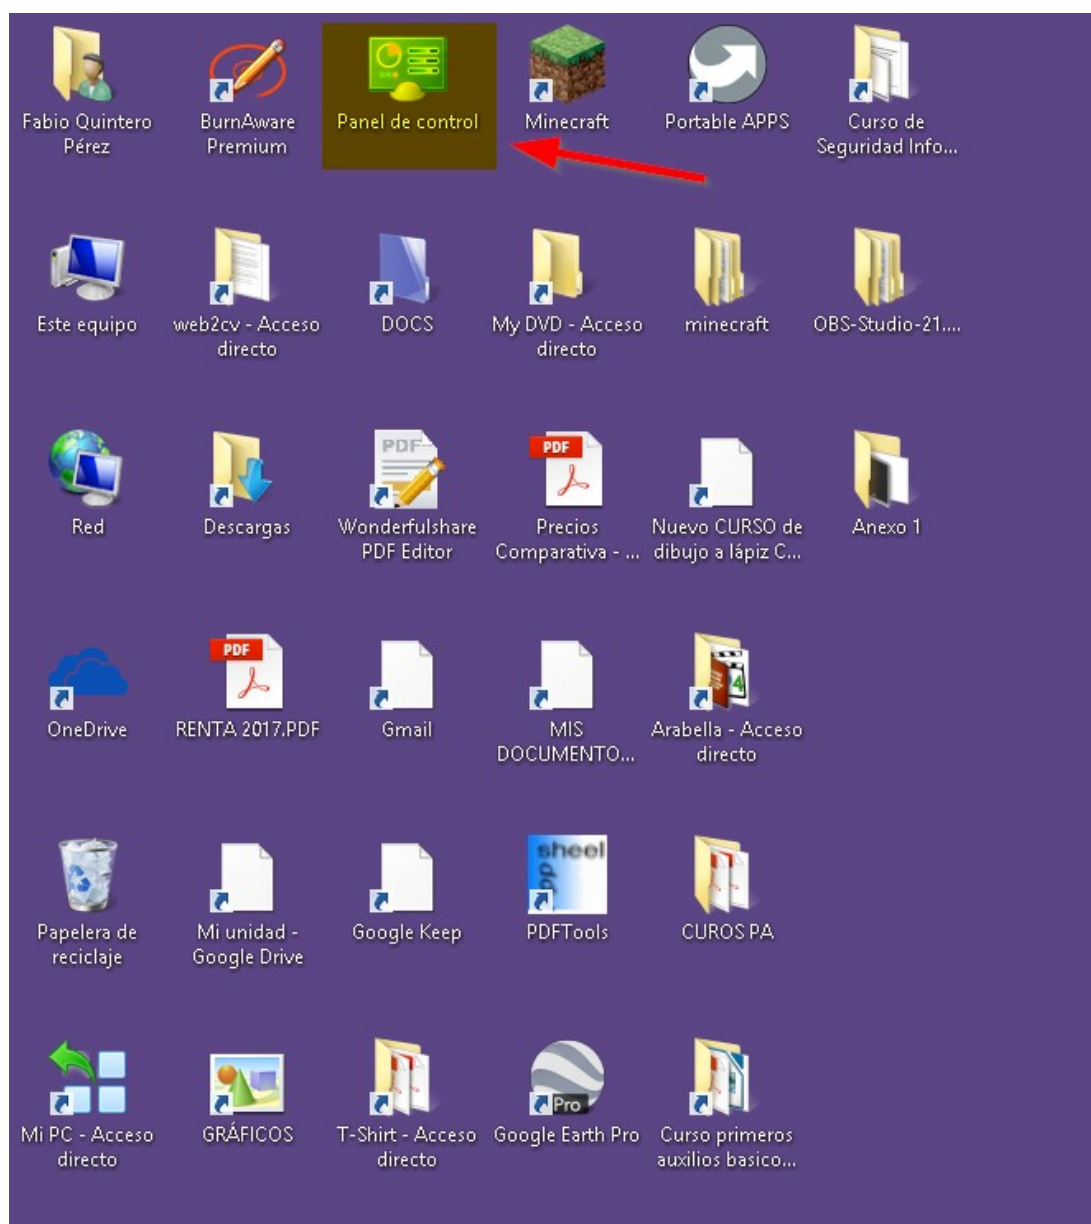 Fabio Quintero
Pérez
BurnAware
Premium
Panel de control
Minecraft
Portable APPS
Curso de
Seguridad Info...
Este equipo
web2cv - Acceso
directo
DOCS
My DVD - Acceso
directo
minecraft
OBS-Studio-21....
Red
Descargas
PDF
Wonderfulshare
PDF Editor
PDF
Precios
Comparativa - ...
Nuevo CURSO de
dibujo a lápiz C...
Anexo 1
OneDrive
PDF
RENTA 2017.PDF
Gmail
MIS
DOCUMENTO...
Arabella - Acceso
directo
Papelera de
reciclaje
Mi unidad -
Google Drive
Google Keep
sheel
app
PDFTools
CUROS PA
Mi PC - Acceso
directo
GRÁFICOS
T-Shirt - Acceso
directo
Pro
Google Earth Pro
Curso primeros
auxilios basico...